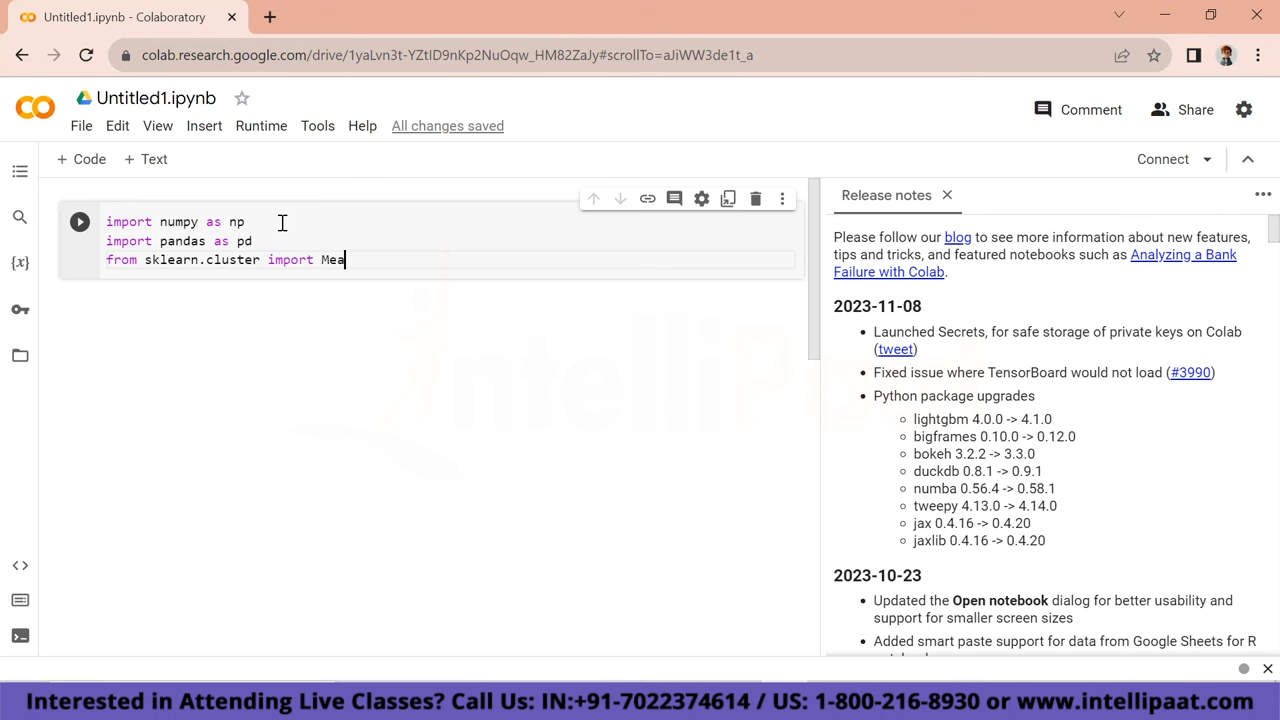 Untitled1.ipynb - Colaboratory
colab.research.google.com/drive/1yaLvn3t-YZtID9nKp2NuOqw_HM82ZaJy#scrollTo=aJiWW3de1t_a
Untitled1.ipynb
Comment
Share
File Edit View Insert Runtime Tools Help All changes saved
+ Code + Text
Connect
import numpy as np
import pandas as pd
from sklearn.cluster import Mea
Release notes
Please follow our blog to see more information about new features,
tips and tricks, and featured notebooks such as Analyzing a Bank
Failure with Colab.
2023-11-08
• Launched Secrets, for safe storage of private keys on Colab
(tweet)
• Fixed issue where TensorBoard would not load (#3990)
• Python package upgrades
○ lightgbm 4.0.0 -> 4.1.0
○ bigframes 0.10.0 -> 0.12.0
○ bokeh 3.2.2 -> 3.3.0
○ duckdb 0.8.1 -> 0.9.1
○ numba 0.56.4 -> 0.58.1
○ tweepy 4.13.0 -> 4.14.0
○ jax 0.4.16 -> 0.4.20
○ jaxlib 0.4.16 -> 0.4.20
2023-10-23
• Updated the Open notebook dialog for better usability and
support for smaller screen sizes
• Added smart paste support for data from Google Sheets for R
Interested in Attending Live Classes? Call Us: IN:+91-7022374614 / US: 1-800-216-8930 or www.intellipaat.com